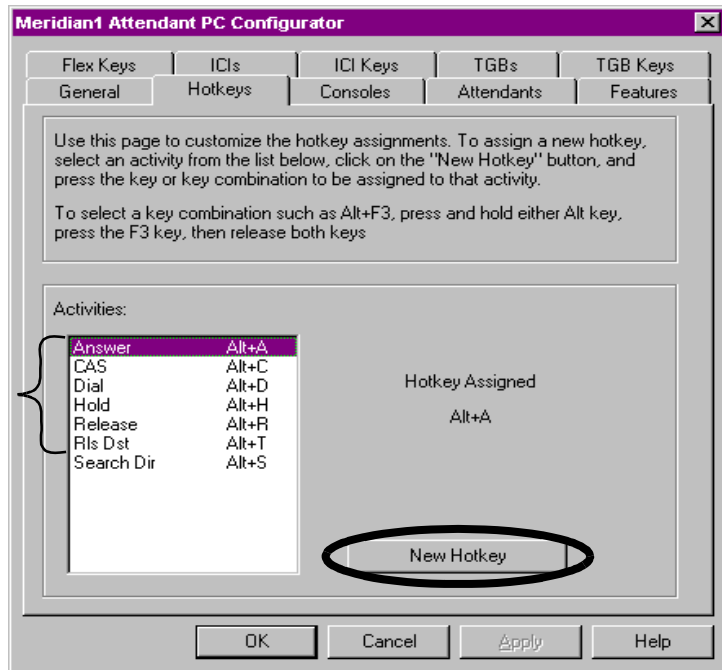 Meridian1 Attendant PC Configurator
Flex Keys ICIs ICI Keys TGBs TGB Keys
General Hotkeys Consoles Attendants Features
Use this page to customize the hotkey assignments. To assign a new hotkey,
select an activity from the list below, click on the "New Hotkey" button, and
press the key or key combination to be assigned to that activity.
To select a key combination such as Alt+F3, press and hold either Alt key,
press the F3 key, then release both keys
Activities:
Answer Alt+A
CAS Alt+C
Dial Alt+D
Hold Alt+H
Release Alt+R
Rls Dst Alt+T
Search Dir Alt+S
Hotkey Assigned
Alt+A
New Hotkey
OK Cancel Apply Help